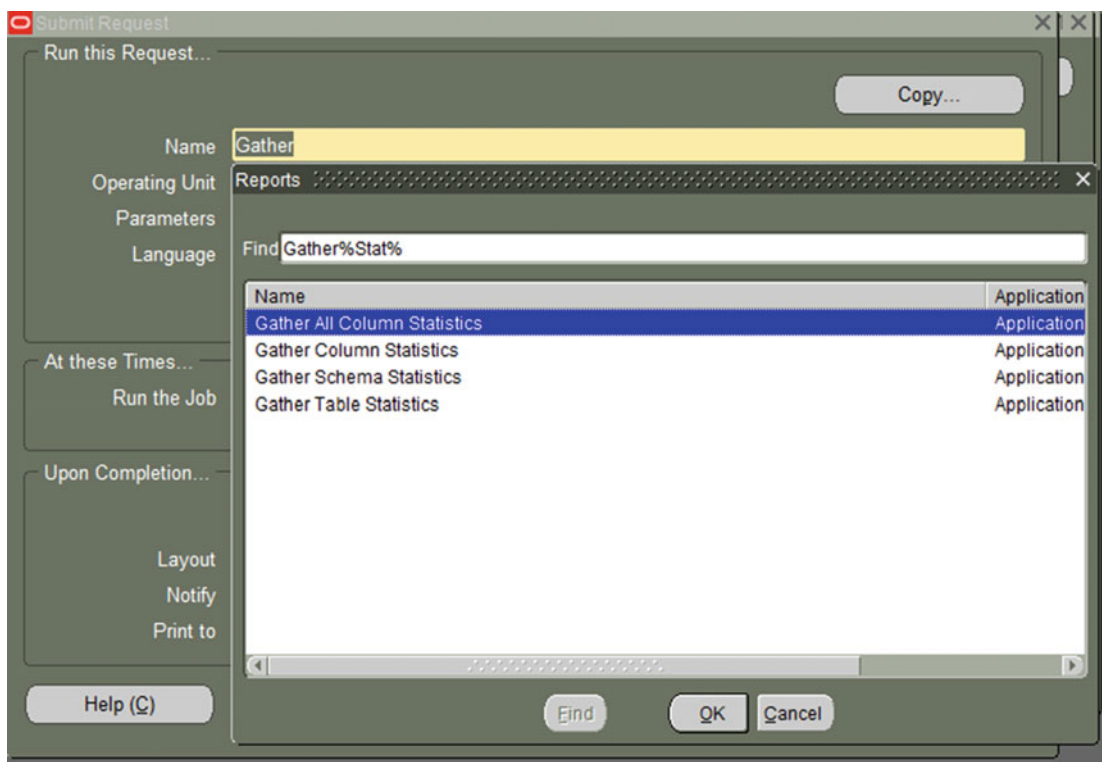 Submit Request
Run this Request...
Copy...
Name Gather
Operating Unit
Parameters
Language
Reports
Find Gather%Stat%
Name Application
Gather All Column Statistics Application
Gather Column Statistics Application
Gather Schema Statistics Application
Gather Table Statistics Application
At these Times...
Run the Job
Upon Completion...
Layout
Notify
Print to
Help (C)
Find
OK
Cancel